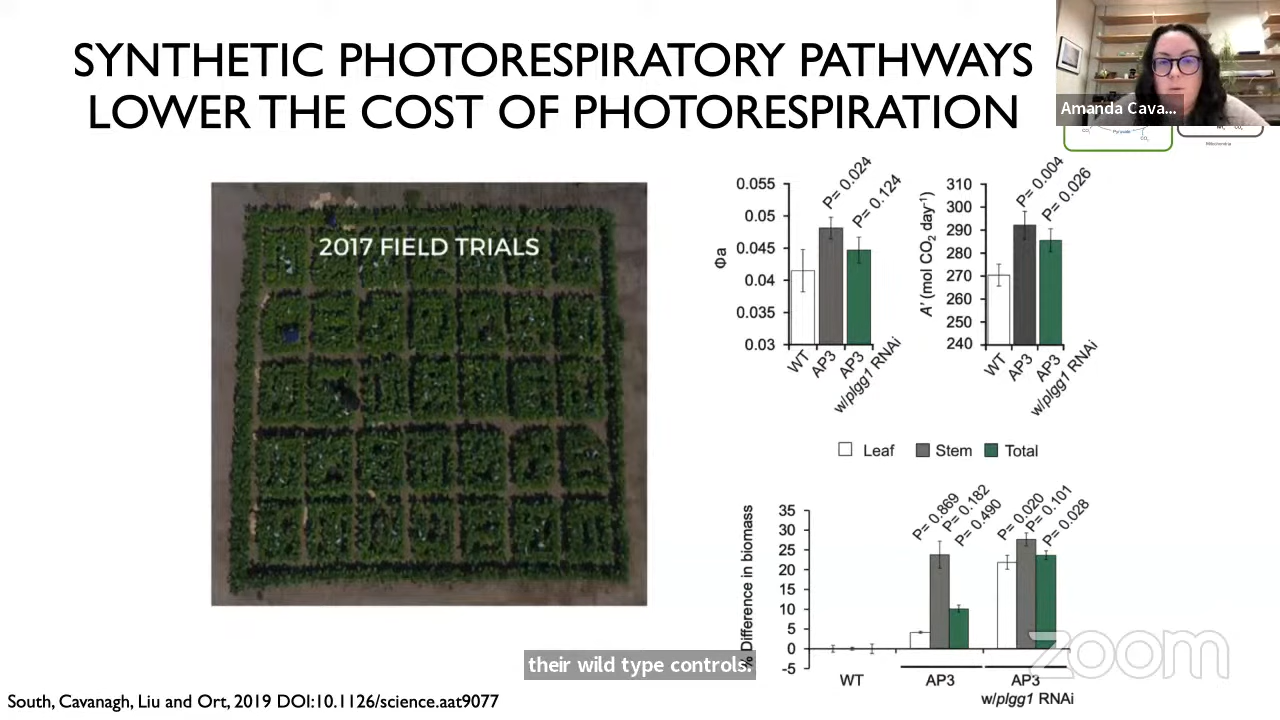 SYNTHETIC PHOTORESPIRATORY PATHWAYS
LOWER THE COST OF PHOTORESPIRATION
Amanda Cava...
CO₂
Pyruvate
CO₂
CO₂
Mitochondria
2017 FIELD TRIALS
0.055
0.05
0.045
0.04
0.035
0.03
Φa
P= 0.024
P= 0.124
WT
AP3
AP3
w/plgg1 RNAi
310
300
290
280
270
260
250
240
A' (mol CO₂ day⁻¹)
P= 0.004
P= 0.026
WT
AP3
AP3
w/plgg1 RNAi
Leaf Stem Total
% Difference in biomass
35
30
25
20
15
10
5
0
-5
P= 0.869
P= 0.182
P= 0.490
P= 0.020
P= 0.101
P= 0.028
WT
AP3
AP3
w/plgg1 RNAi
zoom
their wild type controls.
South, Cavanagh, Liu and Ort, 2019 DOI:10.1126/science.aat9077